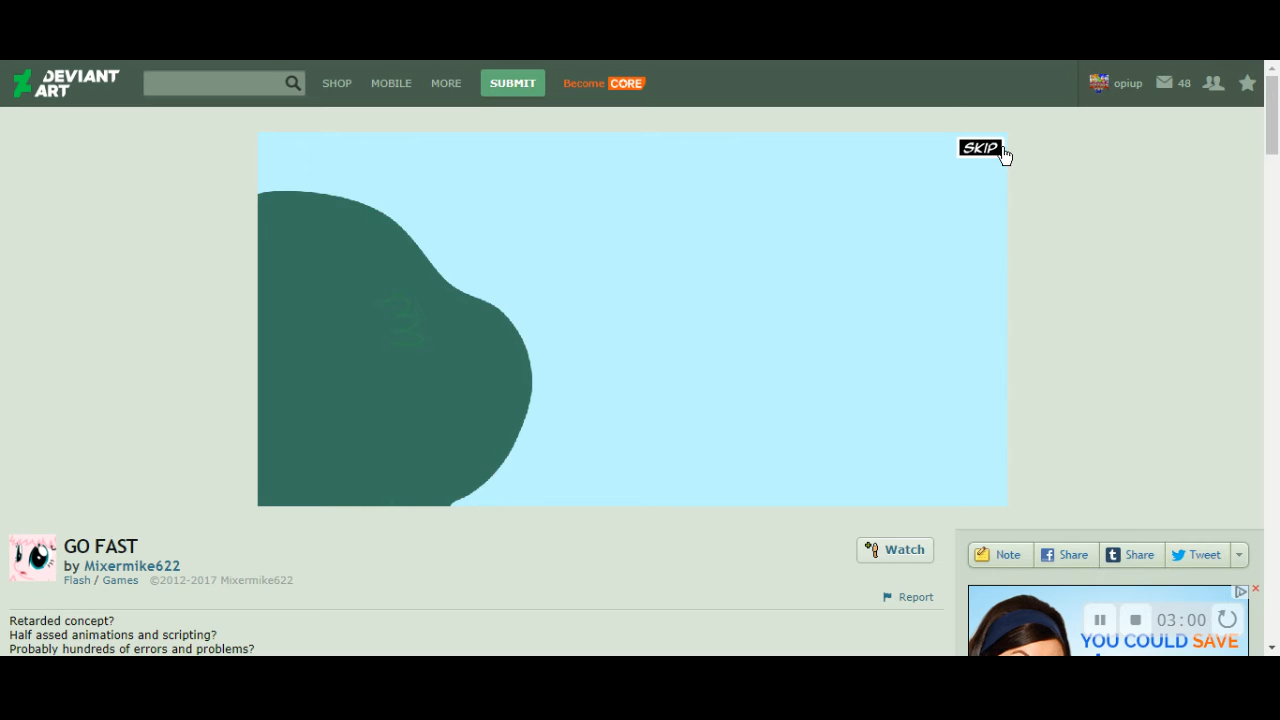 DEVIANT ART SHOP MOBILE MORE SUBMIT Become CORE opiup 48
SKIP
GO FAST
by Mixermike622
Flash / Games ©2012-2017 Mixermike622
Watch
Report
Note Share Share Tweet
Retarded concept?
Half assed animations and scripting?
Probably hundreds of errors and problems?
03:00
YOU COULD SAVE